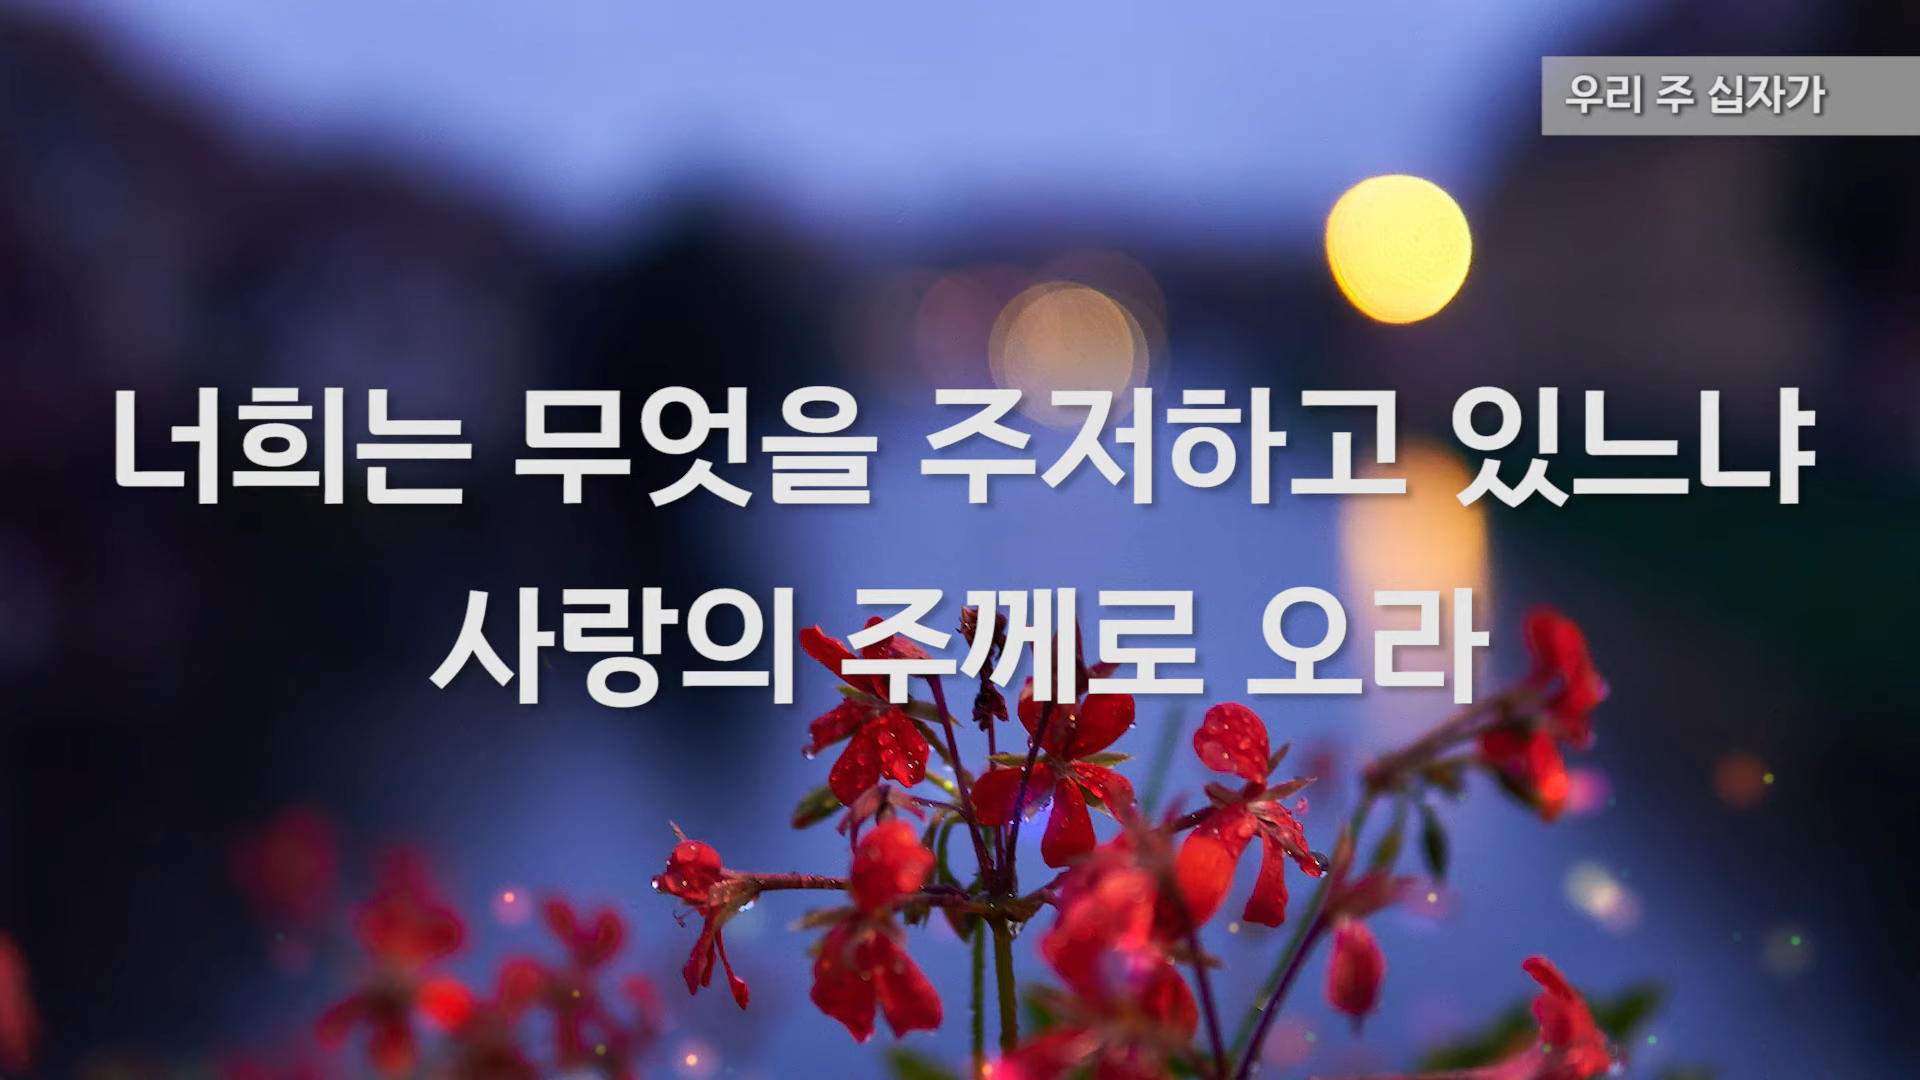 우리 주 십자가
너희는 무엇을 주저하고 있느냐
사랑의 주께로 오라